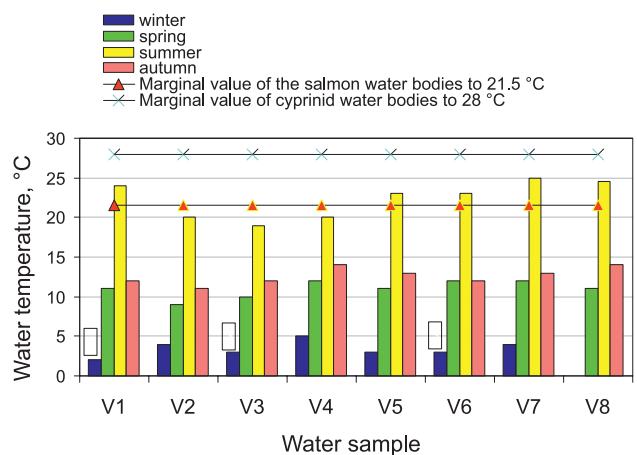 winter
spring
summer
autumn
Marginal value of the salmon water bodies to 21.5 °C
Marginal value of cyprinid water bodies to 28 °C
30
25
20
15
10
5
0
Water temperature, °C
V1 V2 V3 V4 V5 V6 V7 V8
Water sample